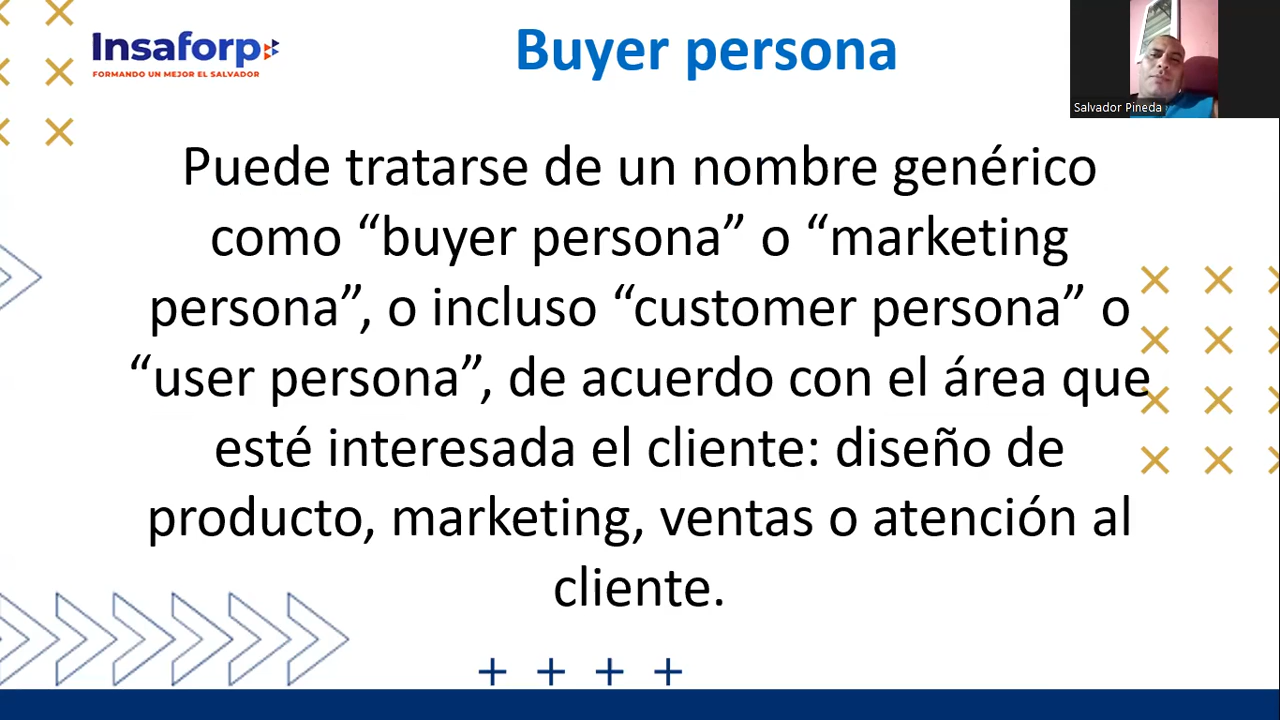 Insaforp
FORMANDO UN MEJOR EL SALVADOR
Buyer persona
Salvador Pineda
Puede tratarse de un nombre genérico
como “buyer persona” o “marketing
persona”, o incluso “customer persona” o
“user persona”, de acuerdo con el área que
esté interesada el cliente: diseño de
producto, marketing, ventas o atención al
cliente.